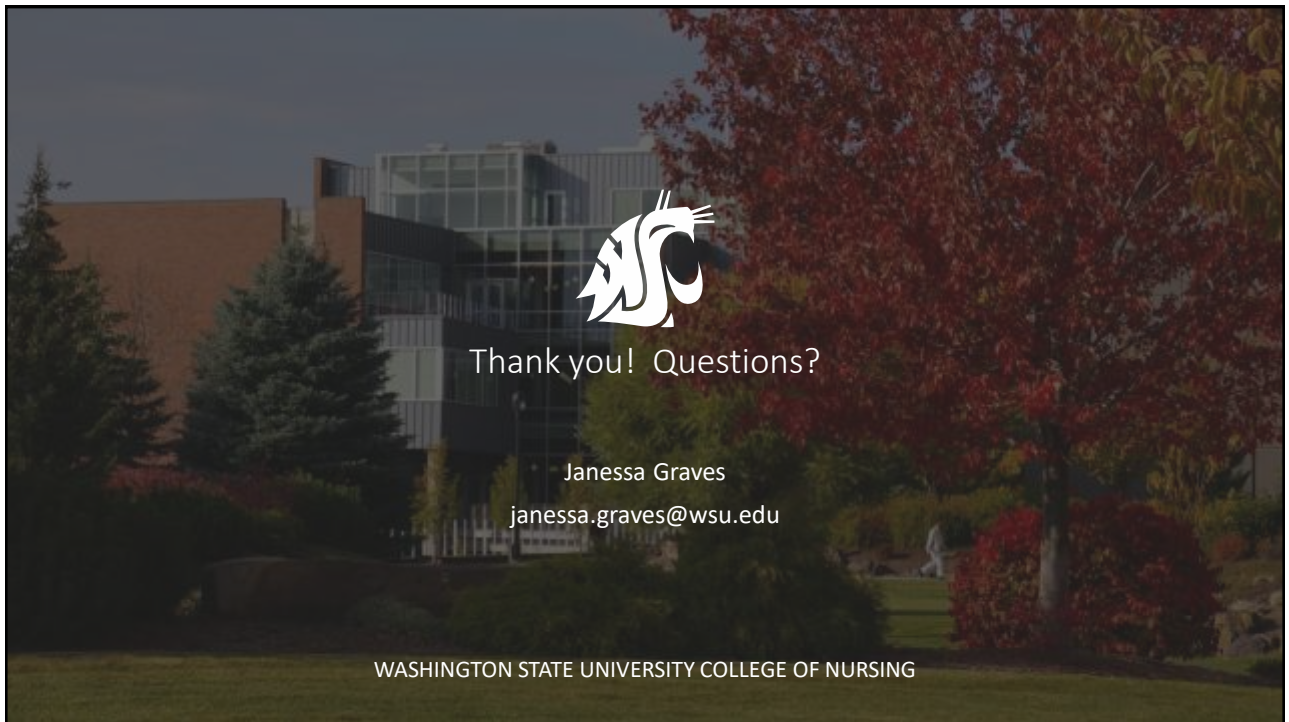 Thank you!  Questions?
Janessa Graves
janessa.graves@wsu.edu
WASHINGTON STATE UNIVERSITY COLLEGE OF NURSING